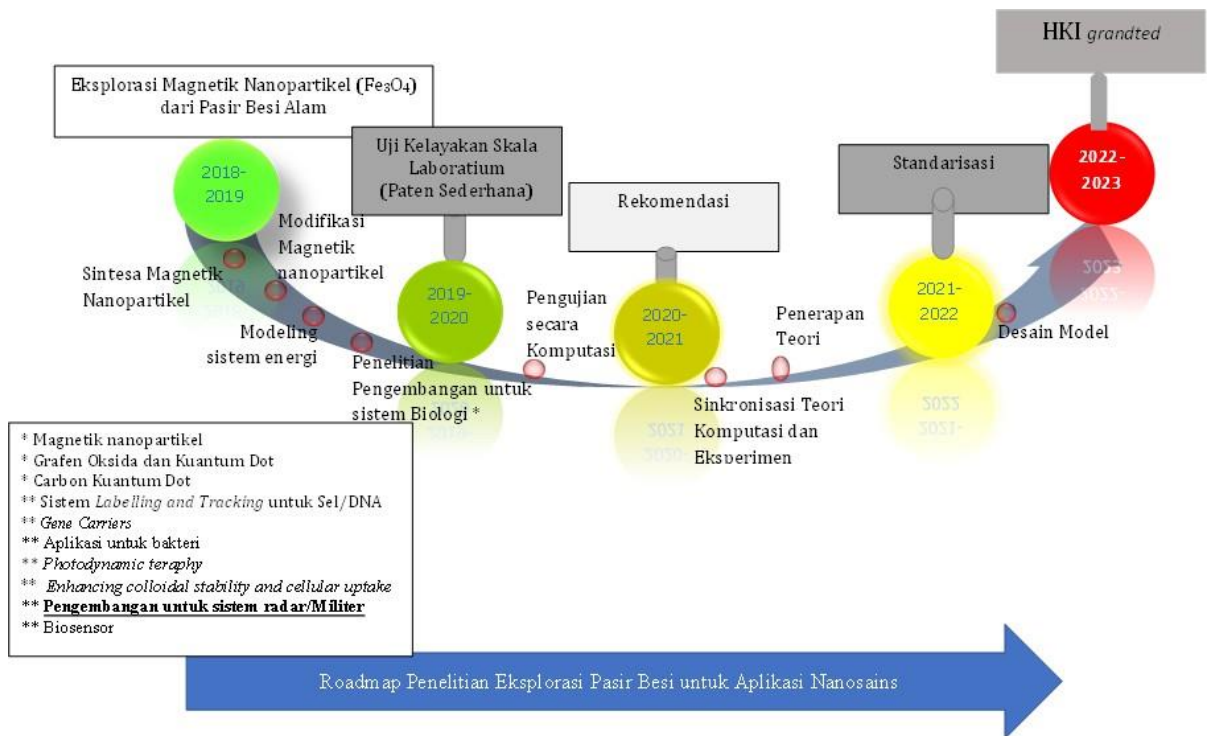 HKI grandted
Eksplorasi Magnetik Nanopartikel (Fe₃O₄)
dari Pasir Besi Alam
Uji Kelayakan Skala
Laboratium
(Paten Sederhana)
Rekomendasi
Standarisasi
2018-
2019
2019-
2020
2020-
2021
2021-
2022
2022-
2023
Sintesa Magnetik
Nanopartikel
Modifikasi
Magnetik
nanopartikel
Modeling
sistem energi
Penelitian
Pengembangan untuk
sistem Biologi *
Pengujian
secara
Komputasi
Sinkronisasi Teori
Komputasi dan
Eksperimen
Penerapan
Teori
Desain Model
* Magnetik nanopartikel
* Grafen Oksida dan Kuantum Dot
* Carbon Kuantum Dot
** Sistem Labelling and Tracking untuk Sel/DNA
** Gene Carriers
** Aplikasi untuk bakteri
** Photodynamic teraphy
** Enhancing colloidal stability and cellular uptake
** Pengembangan untuk sistem radar/Militer
** Biosensor
Roadmap Penelitian Eksplorasi Pasir Besi untuk Aplikasi Nanosains